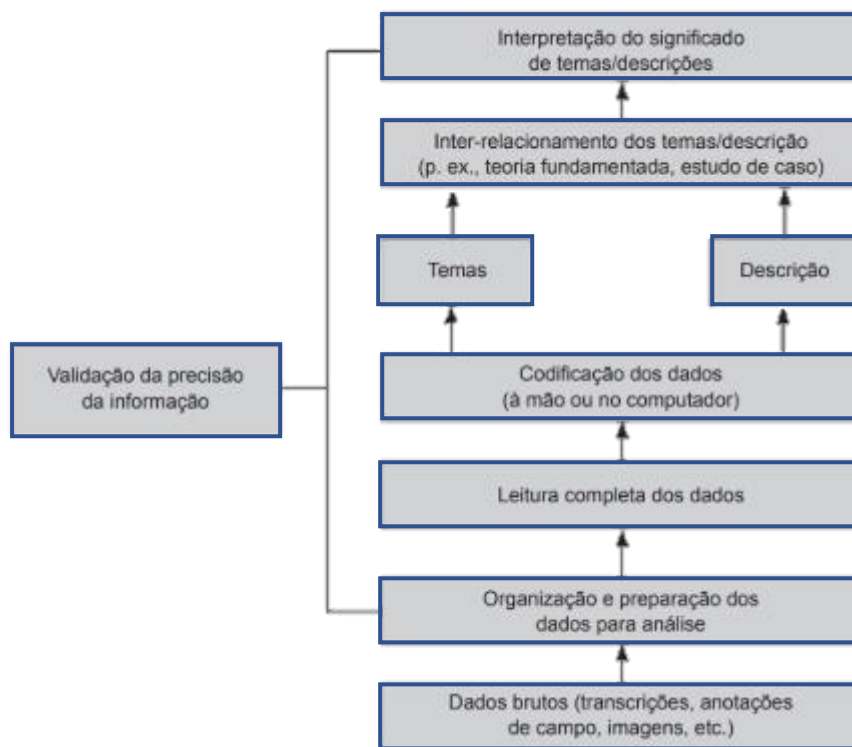 Interpretação do significado
de temas/descrições
Inter-relacionamento dos temas/descrição
(p. ex., teoria fundamentada, estudo de caso)
Temas
Descrição
Validação da precisão
da informação
Codificação dos dados
(à mão ou no computador)
Leitura completa dos dados
Organização e preparação dos
dados para análise
Dados brutos (transcrições, anotações
de campo, imagens, etc.)